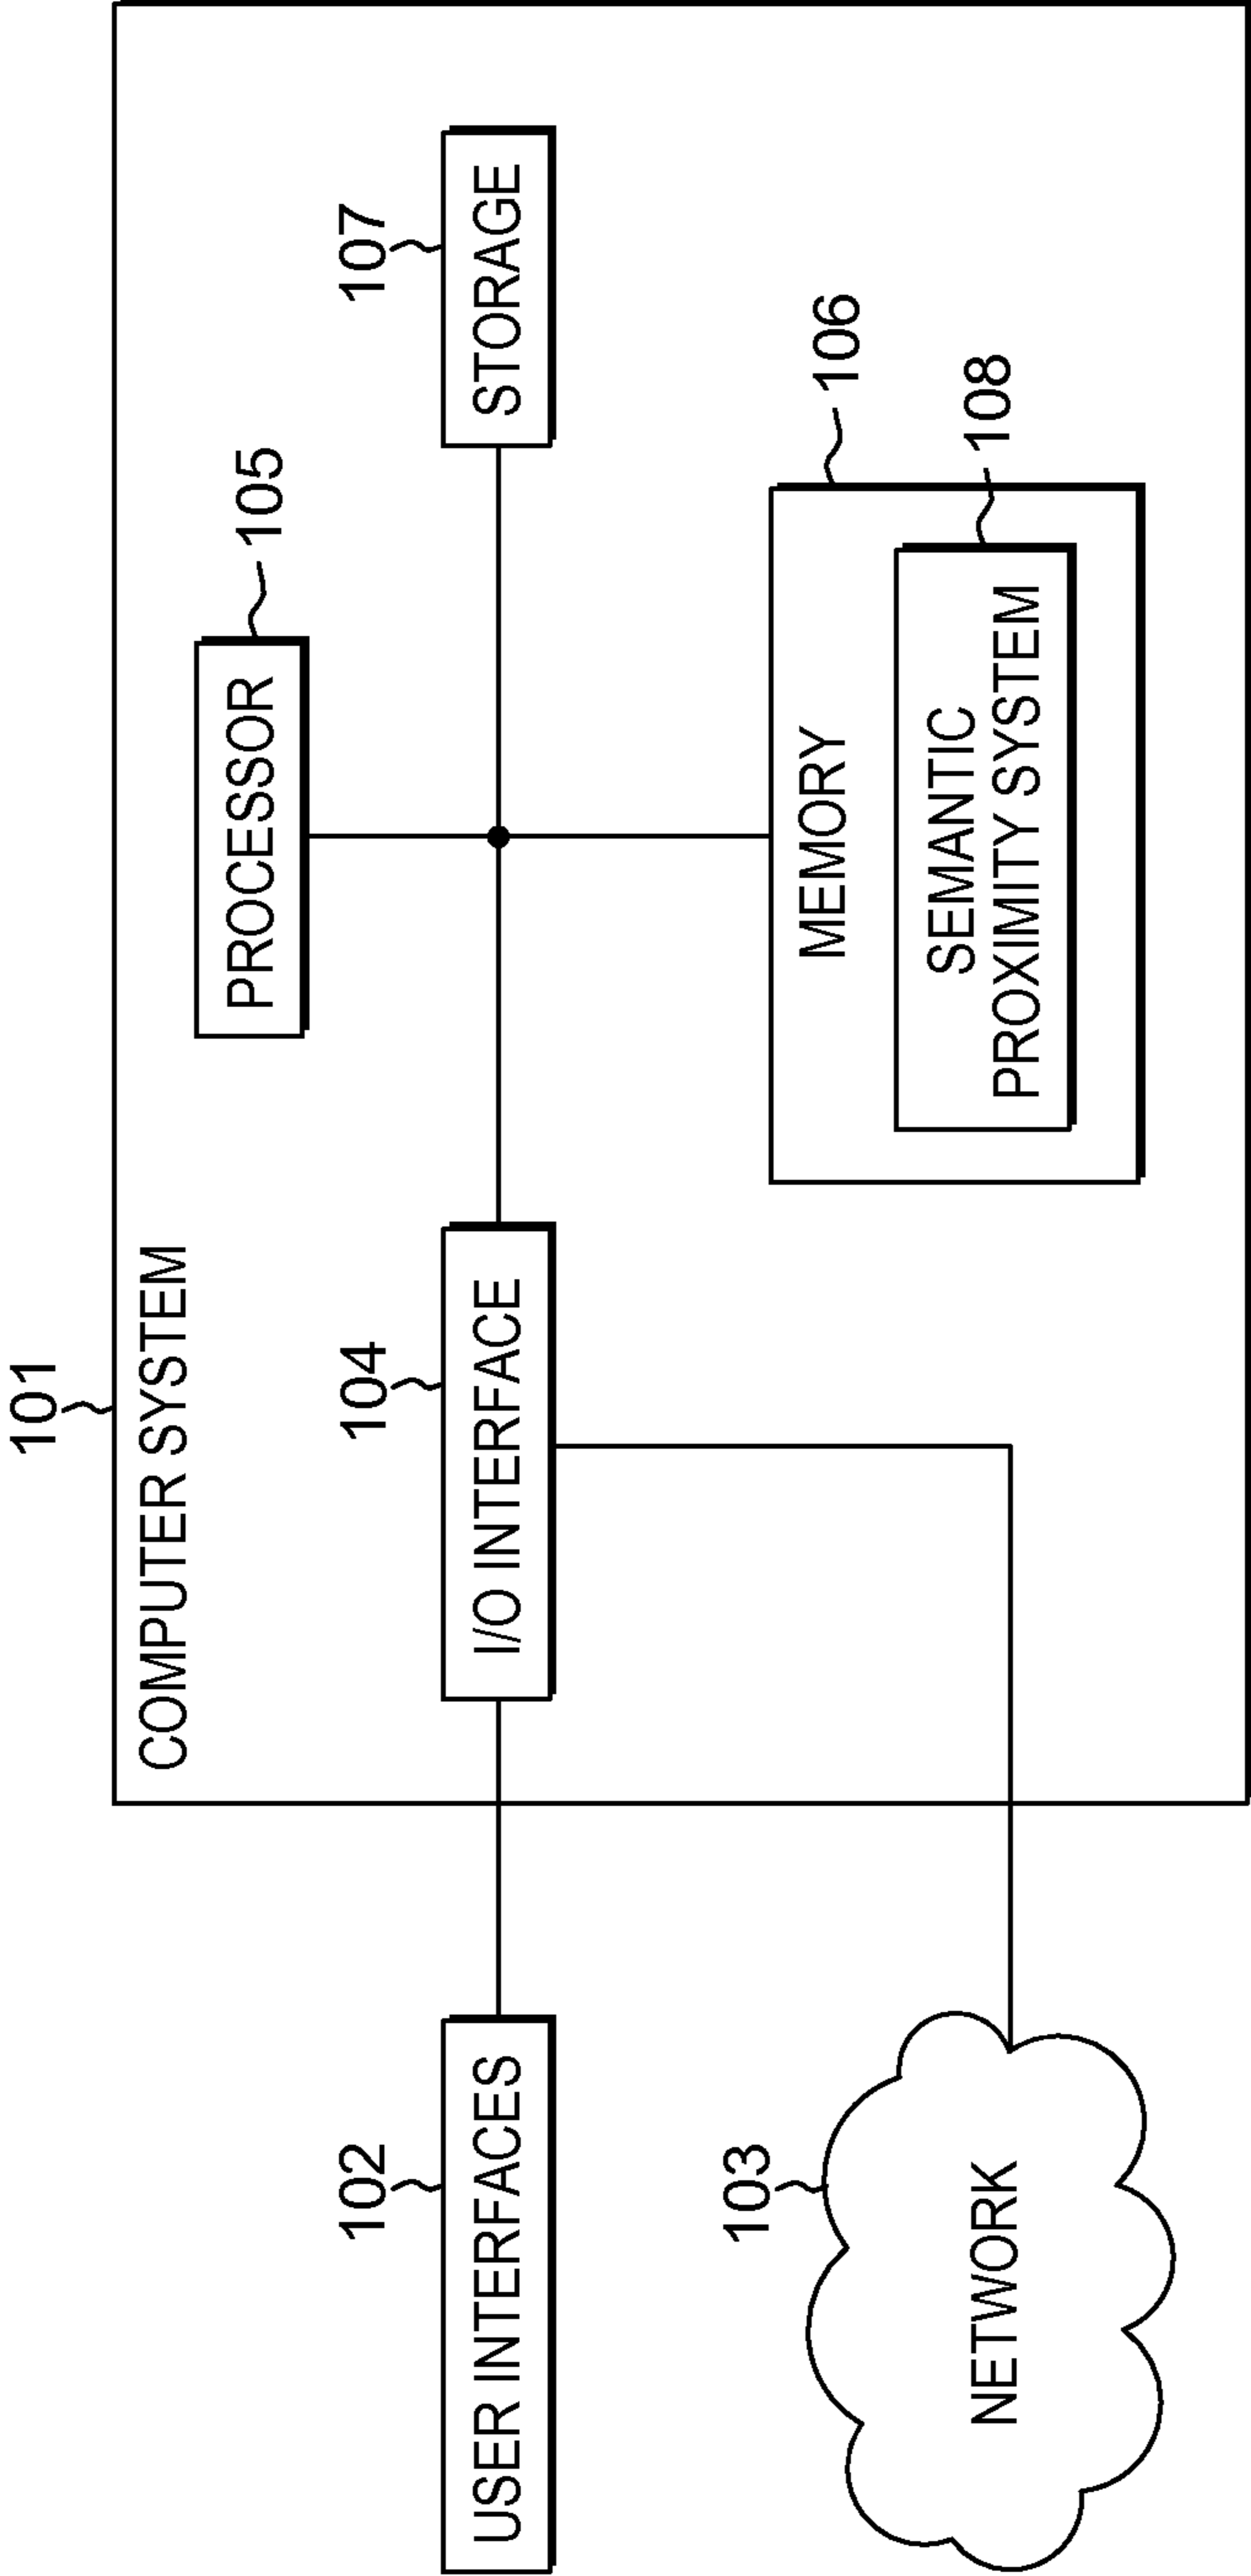 101
COMPUTER SYSTEM
105
PROCESSOR
102
USER INTERFACES
104
I/O INTERFACE
107
STORAGE
103
NETWORK
106
MEMORY
108
SEMANTIC
PROXIMITY SYSTEM